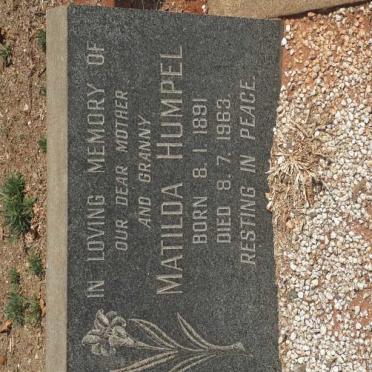 IN LOVING MEMORY OF
OUR DEAR MOTHER
AND GRANNY
MATILDA HUMPEL
BORN 8. 1. 1891
DIED 8. 7. 1963.
RESTING IN PEACE.